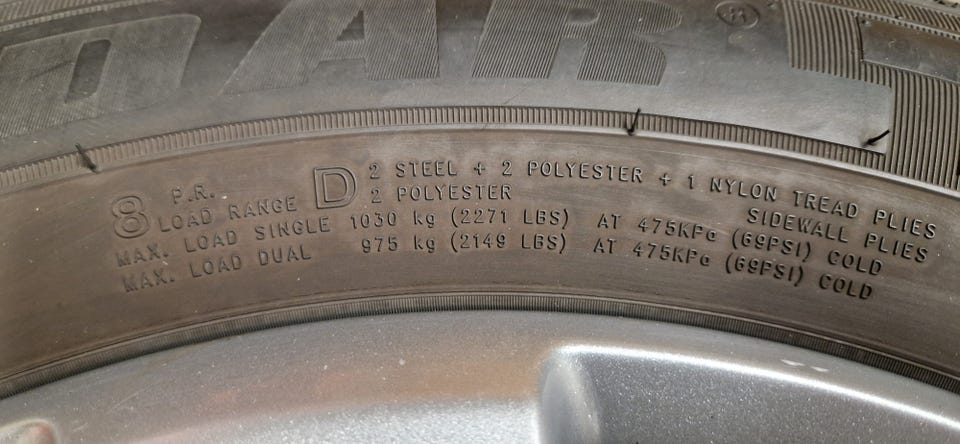 DAR ®
8 P.R. LOAD RANGE D 2 STEEL + 2 POLYESTER + 1 NYLON TREAD PLIES
2 POLYESTER SIDEWALL PLIES
MAX. LOAD SINGLE 1030 kg (2271 LBS) AT 475KPa (69PSI) COLD
MAX. LOAD DUAL 975 kg (2149 LBS) AT 475KPa (69PSI) COLD